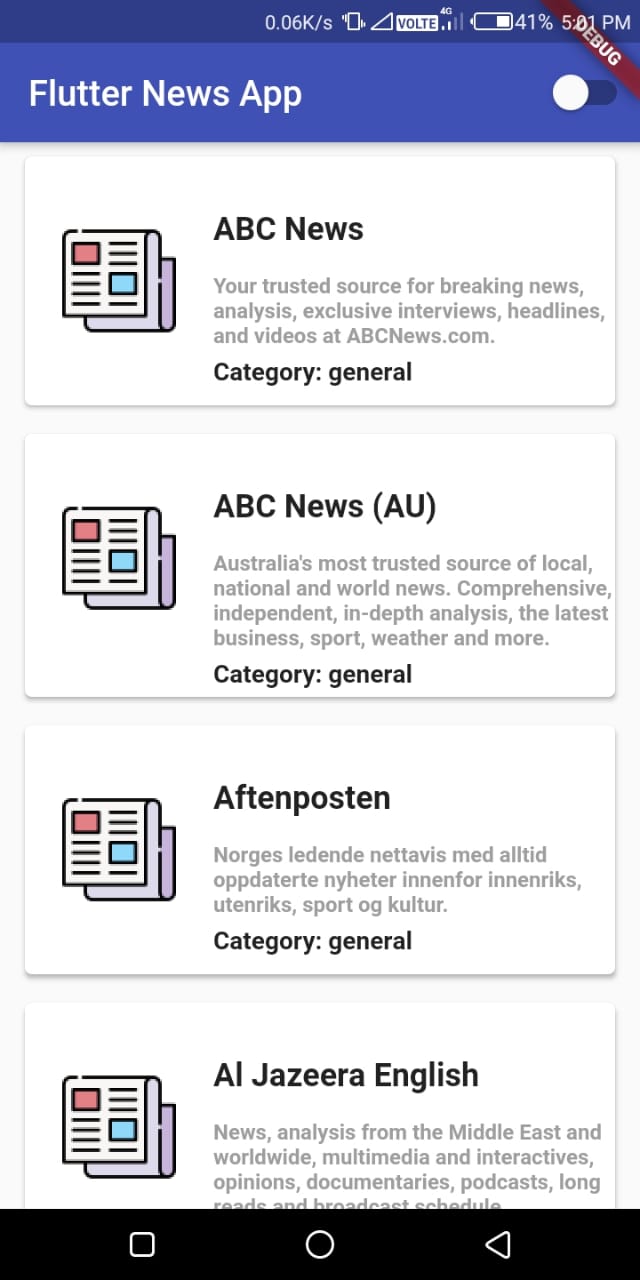 0.06K/s VOLTE 4G 41% 5:01 PM
DEBUG
Flutter News App
ABC News
Your trusted source for breaking news,
analysis, exclusive interviews, headlines,
and videos at ABCNews.com.
Category: general
ABC News (AU)
Australia's most trusted source of local,
national and world news. Comprehensive,
independent, in-depth analysis, the latest
business, sport, weather and more.
Category: general
Aftenposten
Norges ledende nettavis med alltid
oppdaterte nyheter innenfor innenriks,
utenriks, sport og kultur.
Category: general
Al Jazeera English
News, analysis from the Middle East and
worldwide, multimedia and interactives,
opinions, documentaries, podcasts, long
reads and broadcast schedule.